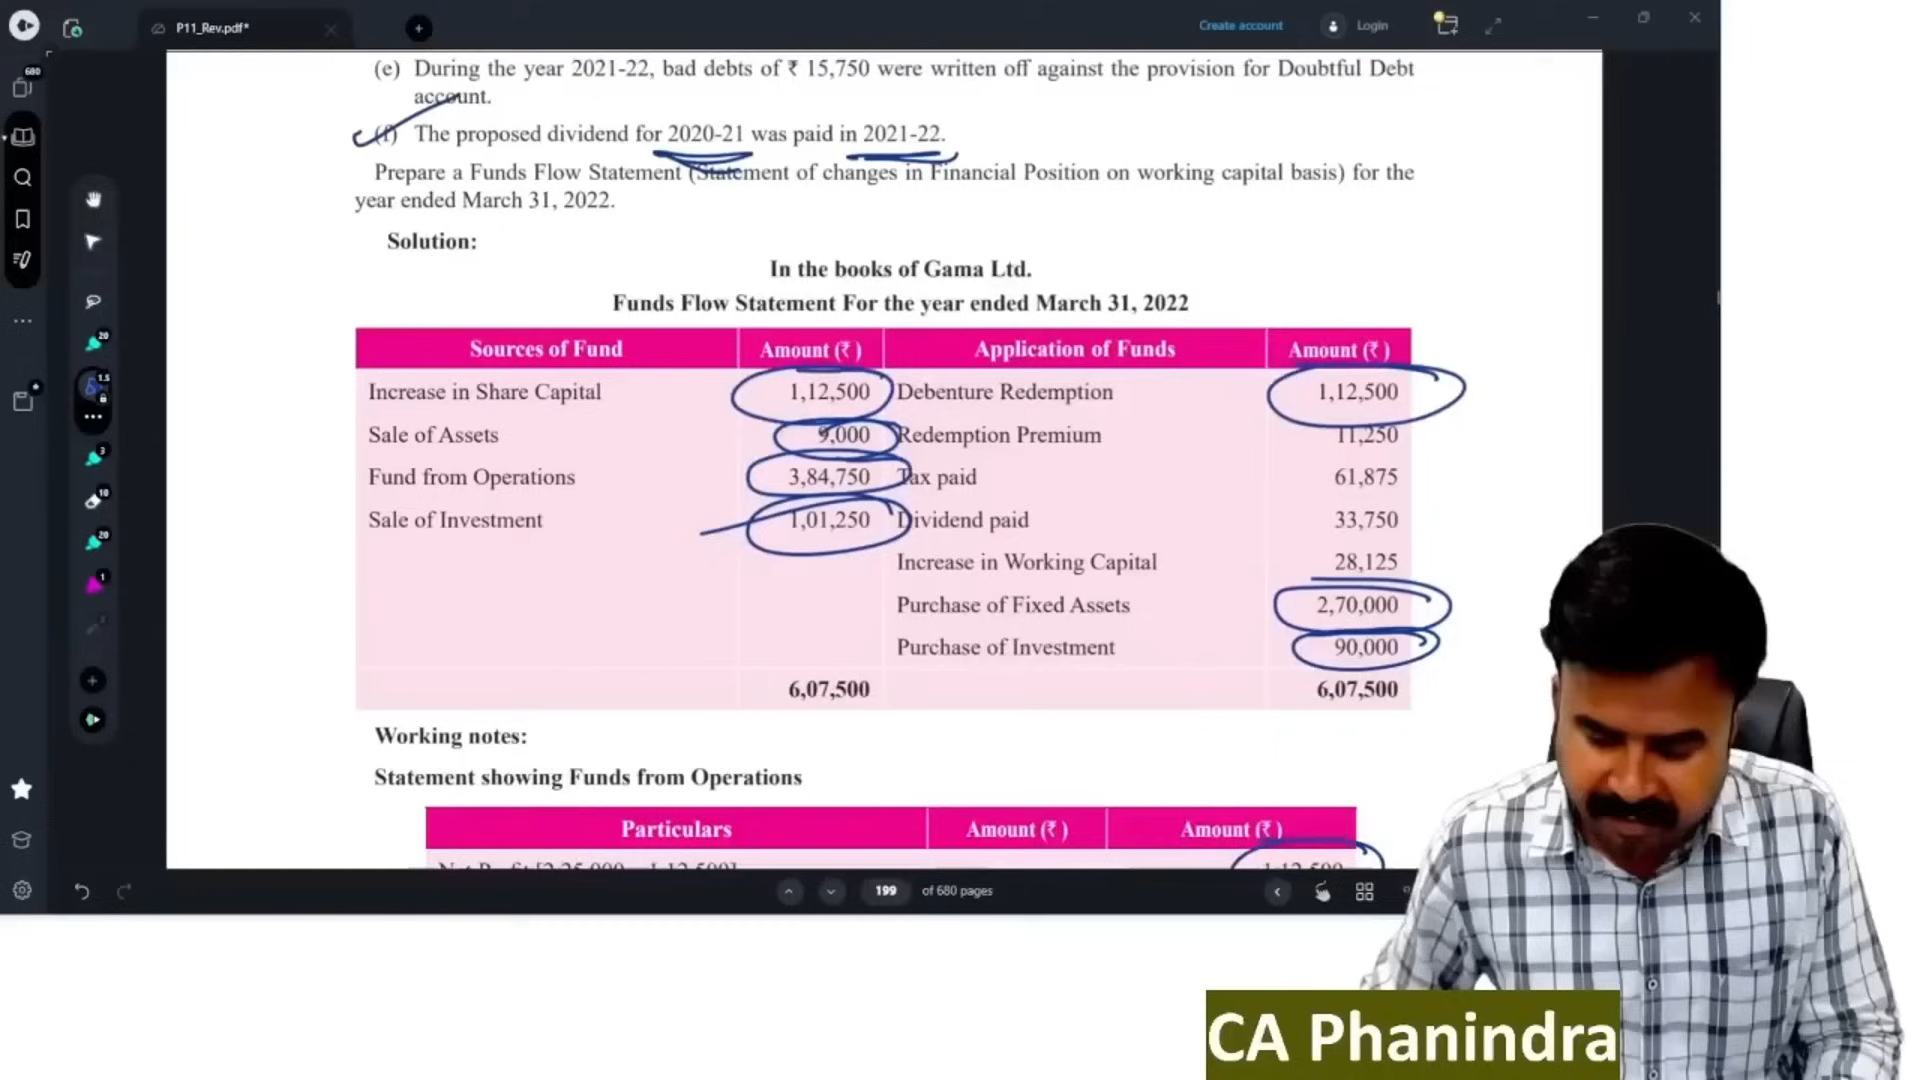 P11_Rev.pdf*
Create account
Login
680
(e) During the year 2021-22, bad debts of ₹ 15,750 were written off against the provision for Doubtful Debt
account.
(f) The proposed dividend for 2020-21 was paid in 2021-22.
Prepare a Funds Flow Statement (Statement of changes in Financial Position on working capital basis) for the
year ended March 31, 2022.
Solution:
In the books of Gama Ltd.
Funds Flow Statement For the year ended March 31, 2022
Sources of Fund Amount (₹ ) Application of Funds Amount (₹ )
Increase in Share Capital 1,12,500 Debenture Redemption 1,12,500
Sale of Assets 9,000 Redemption Premium 11,250
Fund from Operations 3,84,750 Tax paid 61,875
Sale of Investment 1,01,250 Dividend paid 33,750
Increase in Working Capital 28,125
Purchase of Fixed Assets 2,70,000
Purchase of Investment 90,000
6,07,500 6,07,500
Working notes:
Statement showing Funds from Operations
Particulars Amount (₹ ) Amount (₹ )
20
1.5
3
10
20
1
199 of 680 pages
CA Phanindra